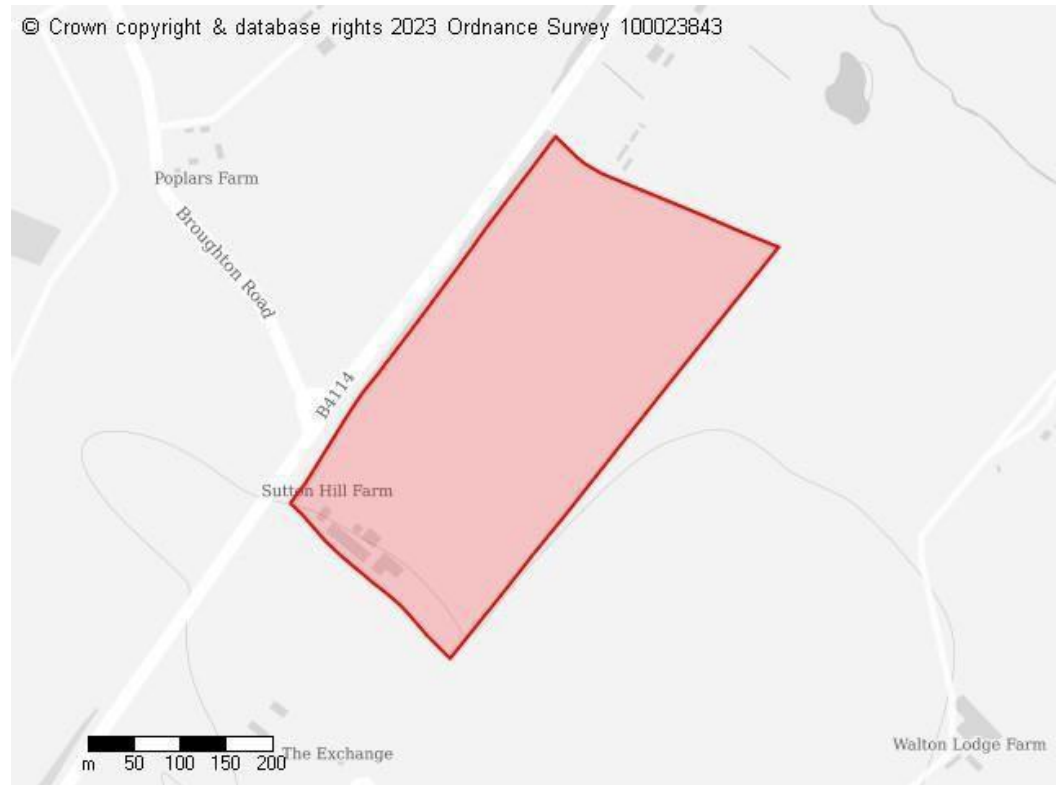 © Crown copyright & database rights 2023 Ordnance Survey 100023843
Poplars Farm
Broughton Road
B4114
Sutton Hill Farm
The Exchange
Walton Lodge Farm
m 50 100 150 200